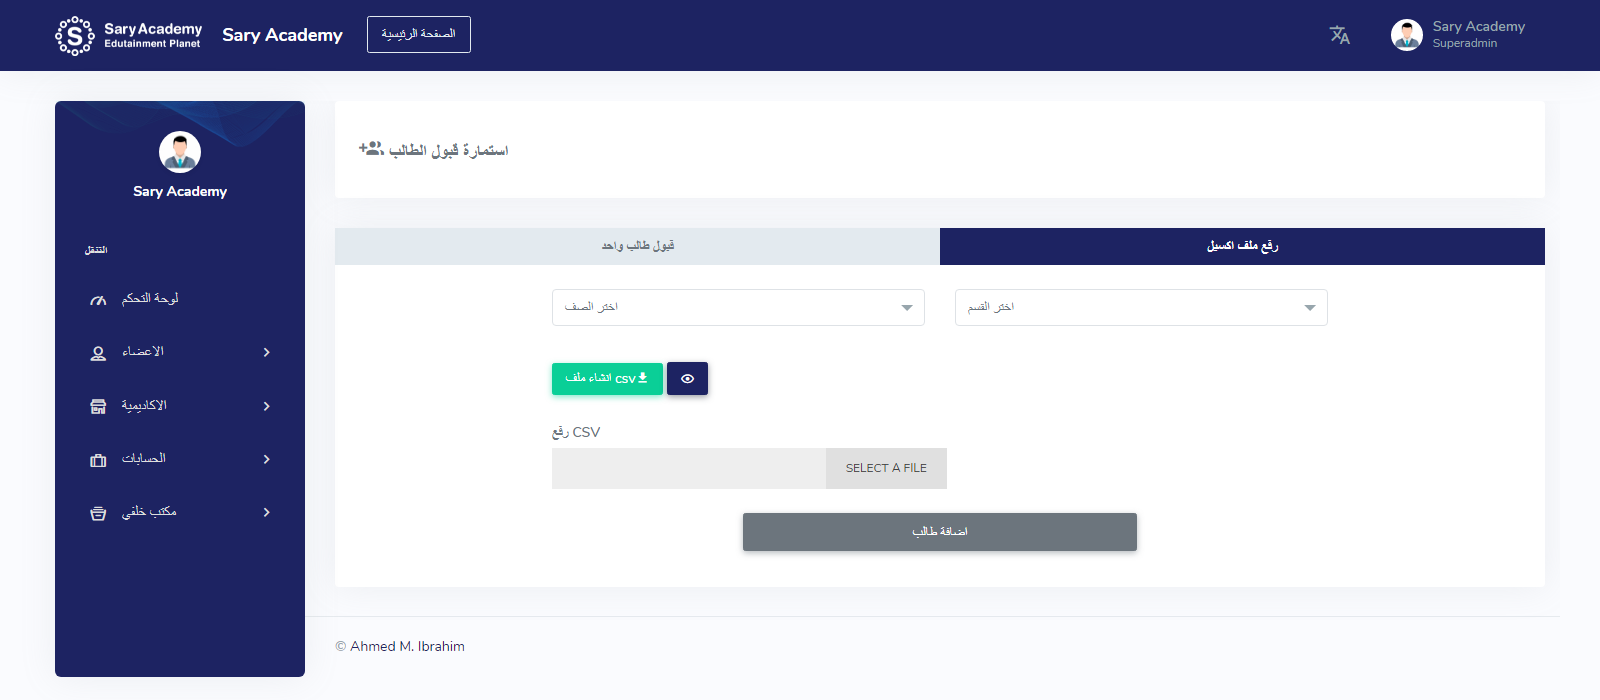 Sary Academy
Edutainment Planet
Sary Academy
الصفحة الرئيسية
Sary Academy
Superadmin
Sary Academy
التنقل
لوحة التحكم
الاعضاء
الاكاديمية
الحسابات
مكتب خلفي
استمارة قبول الطالب
قبول طالب واحد
رفع ملف اكسيل
اختر الصف
اختر القسم
انشاء ملف csv
رفع CSV
SELECT A FILE
اضافة طالب
© Ahmed M. Ibrahim